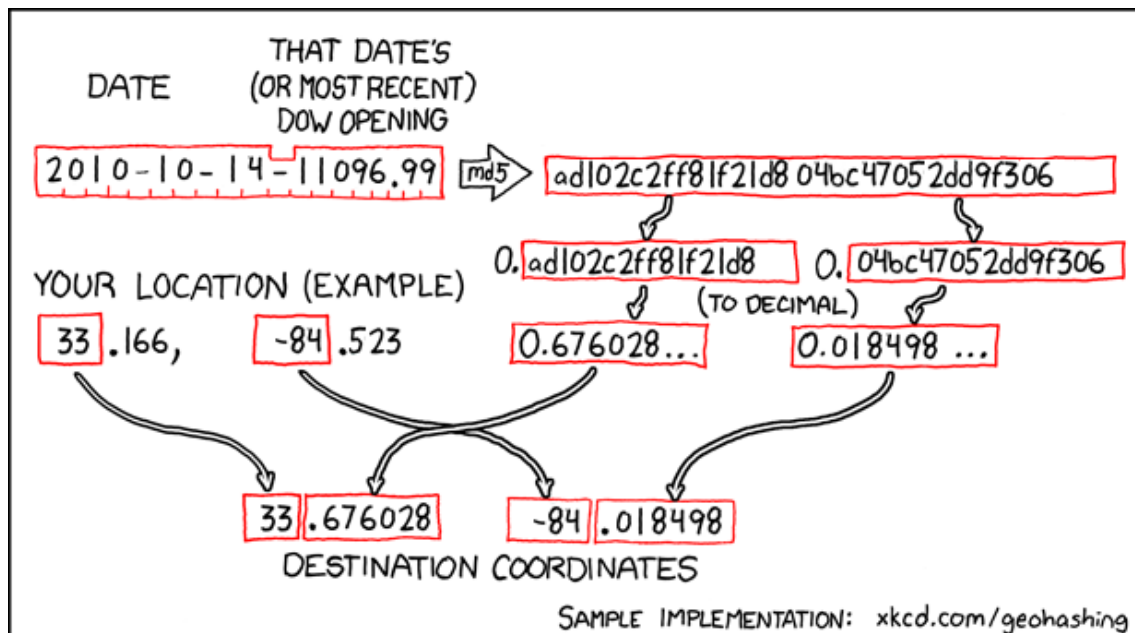 DATE
THAT DATE'S
(OR MOST RECENT)
DOW OPENING
2010-10-14-11096.99
md5
ad102c2ff81f21d8 04bc47052dd9f306
0. ad102c2ff81f21d8
0. 04bc47052dd9f306
YOUR LOCATION (EXAMPLE)
(TO DECIMAL)
33 .166,
-84 .523
0.676028...
0.018498 ...
33 .676028
-84 .018498
DESTINATION COORDINATES
SAMPLE IMPLEMENTATION: xkcd.com/geohashing